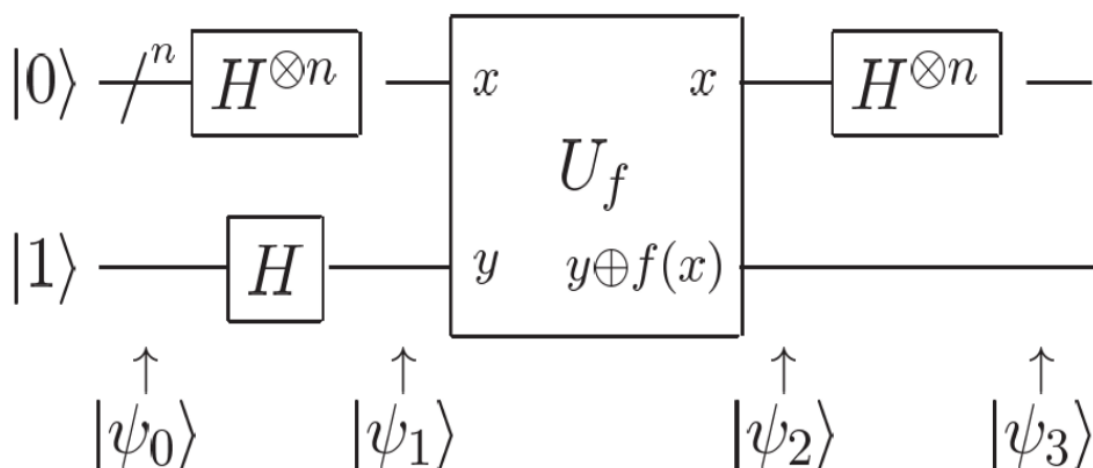 |0⟩ /ⁿ H^{⊗n} x x H^{⊗n}
U_f
|1⟩ H y y⊕f(x)
↑ ↑ ↑ ↑
|ψ₀⟩ |ψ₁⟩ |ψ₂⟩ |ψ₃⟩